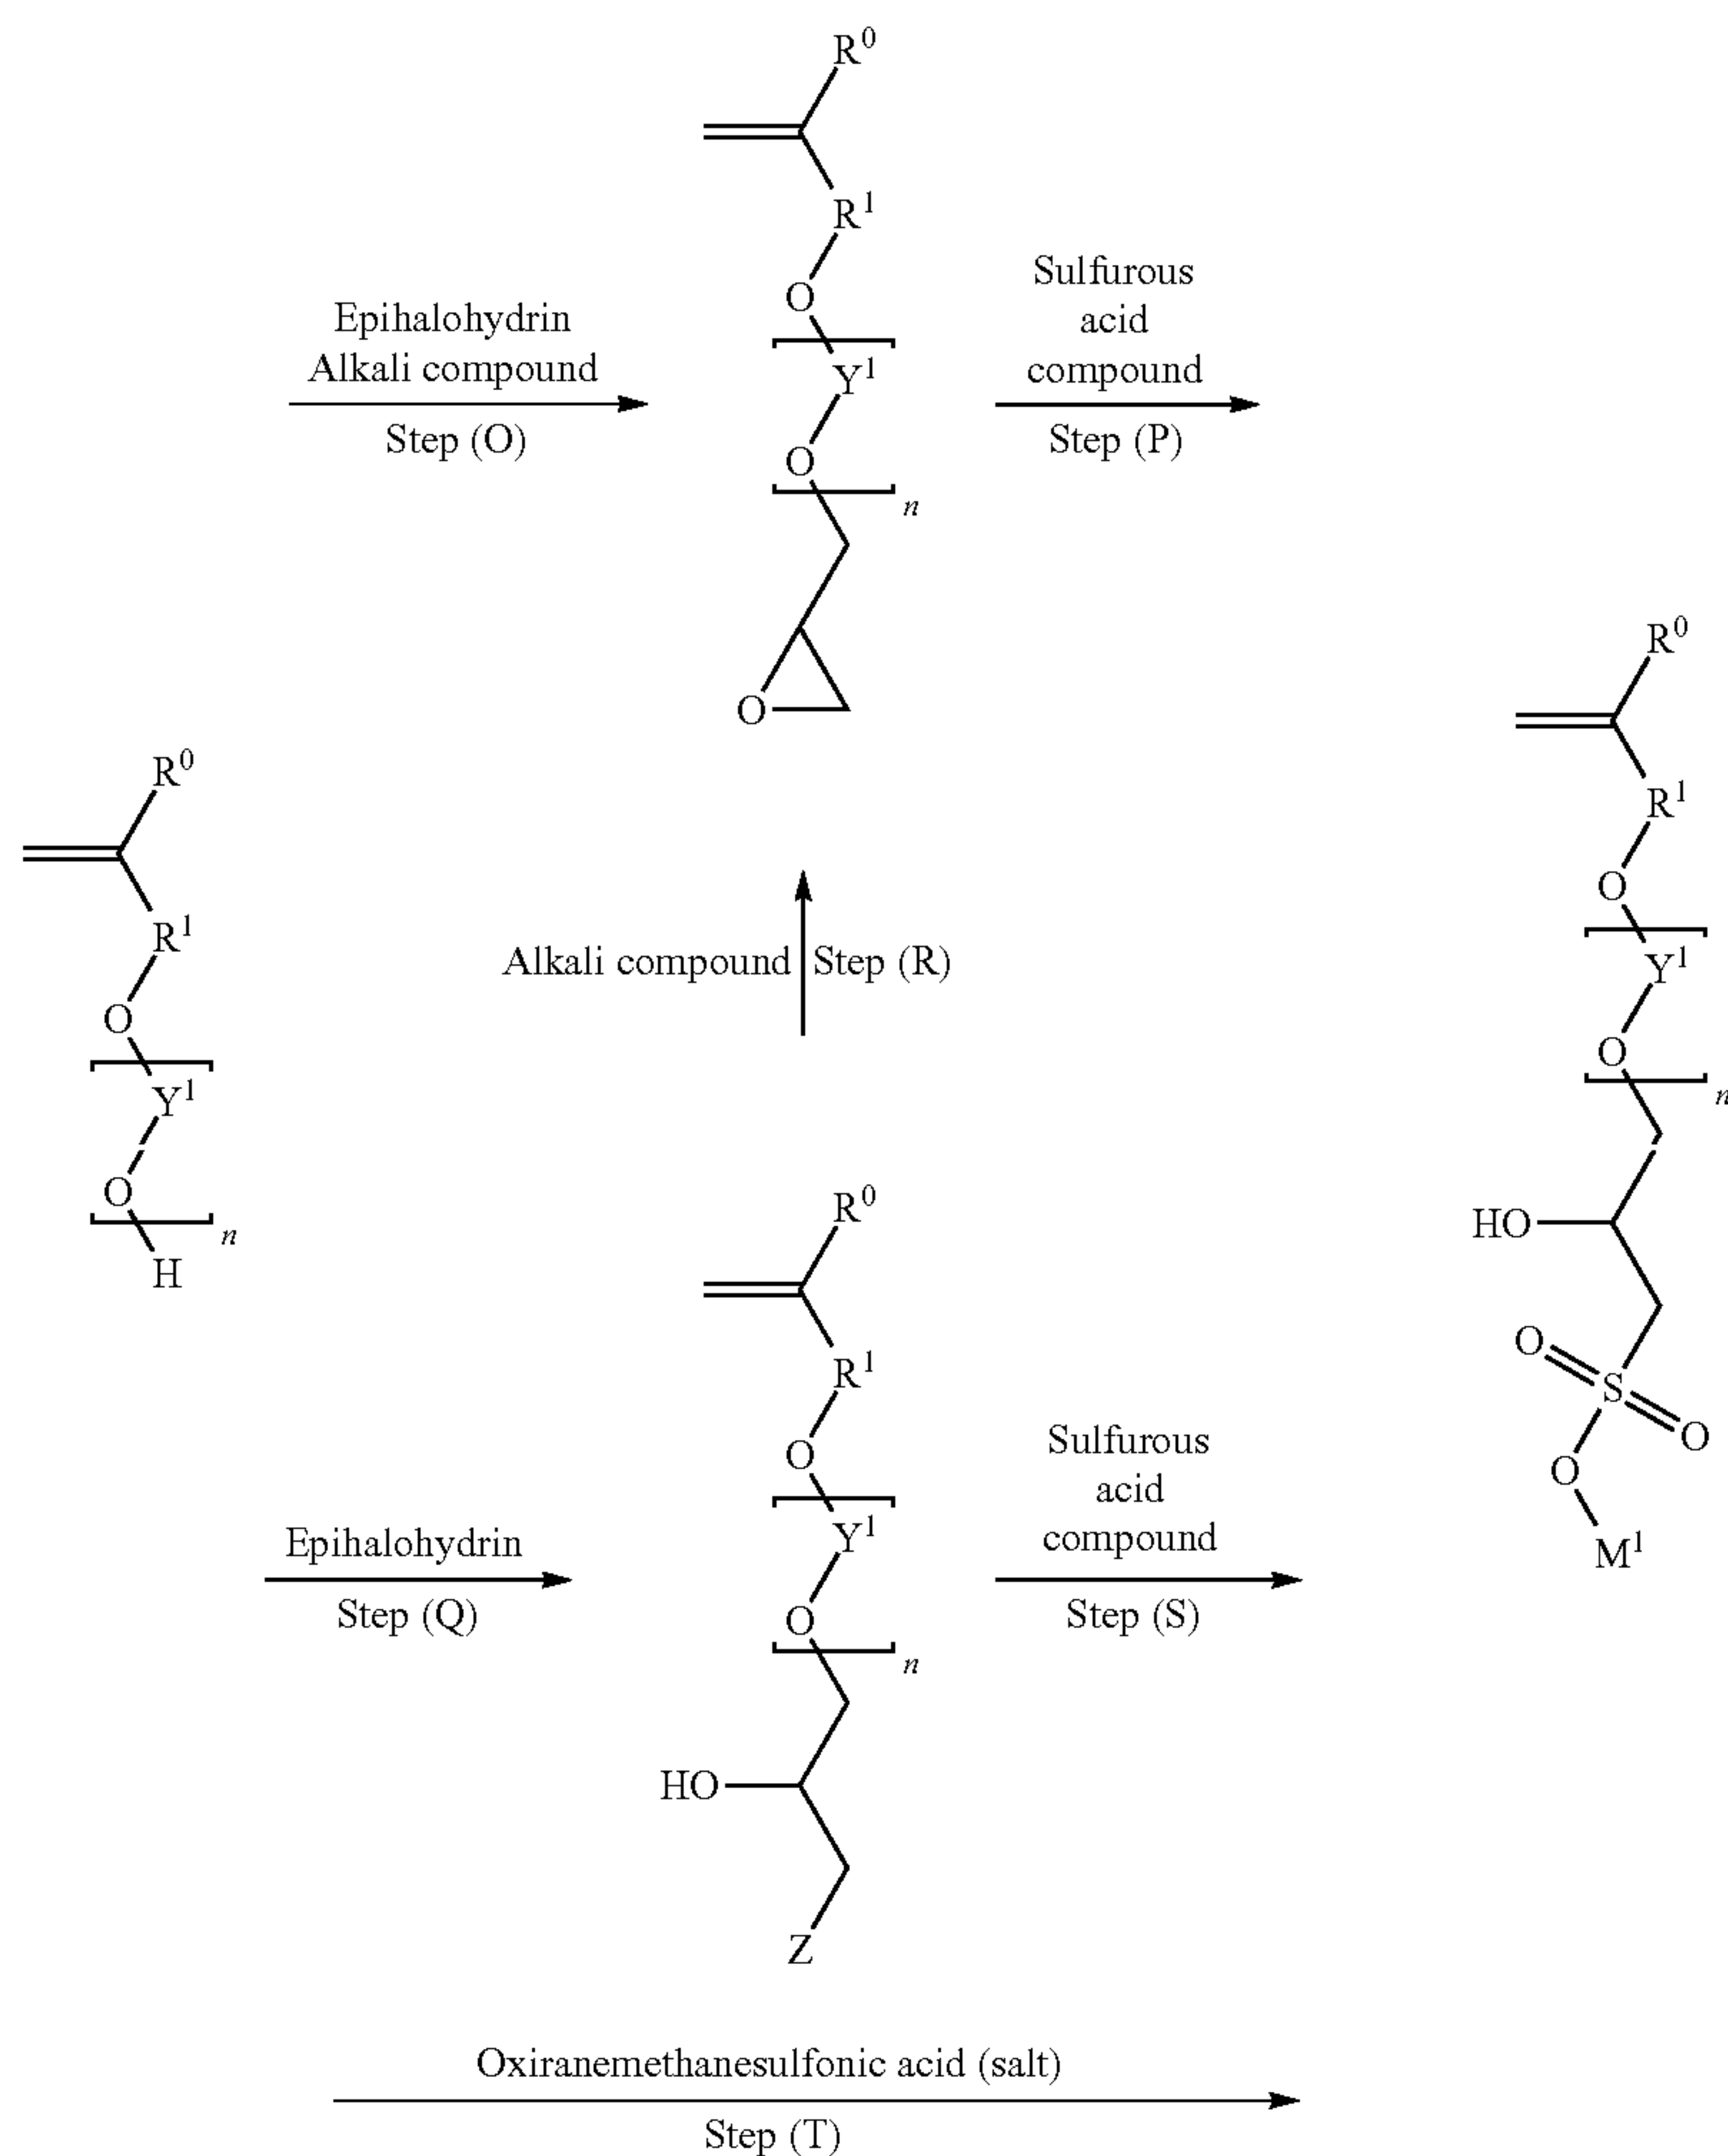 R⁰
R¹
O
Y¹
O
n
O
Epihalohydrin
Alkali compound
Step (O)
Sulfurous
acid
compound
Step (P)
R⁰
R¹
O
Y¹
O
n
H
Alkali compound
Step (R)
R⁰
R¹
O
Y¹
O
n
HO
O
S
O
O
M¹
Epihalohydrin
Step (Q)
R⁰
R¹
O
Y¹
O
n
HO
Z
Sulfurous
acid
compound
Step (S)
Oxiranemethanesulfonic acid (salt)
Step (T)